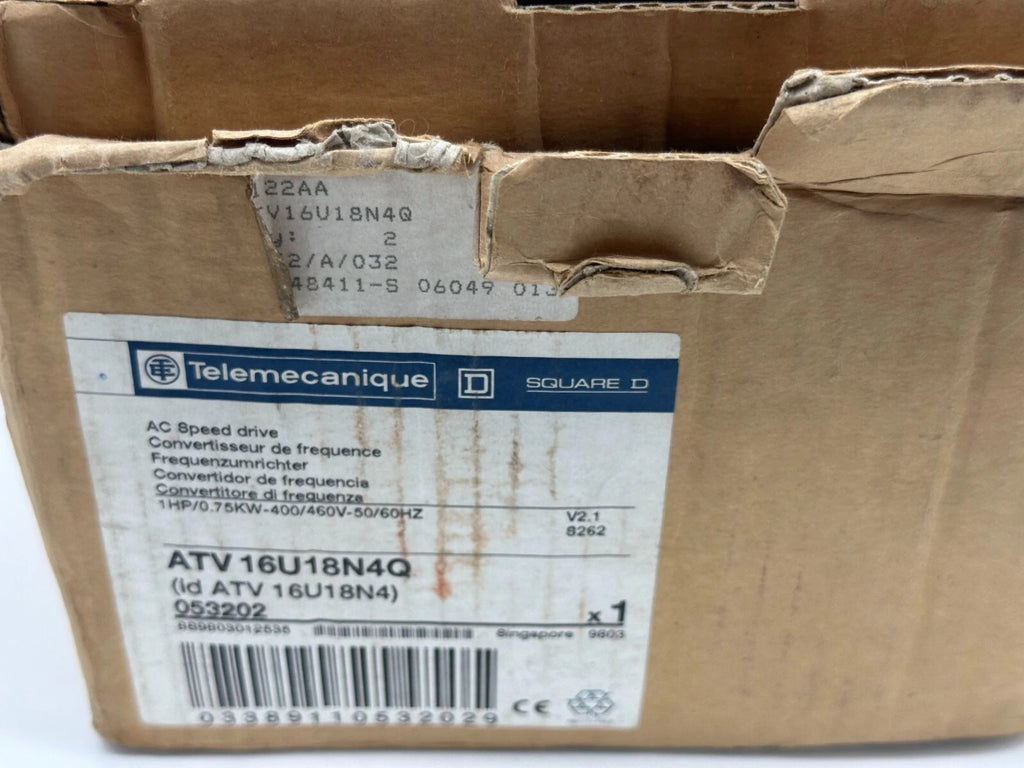 122AA
V16U18N4Q
y: 2
2/A/032
48411-S 06049 01
Telemecanique D SQUARE D
AC Speed drive
Convertisseur de frequence
Frequenzumrichter
Convertidor de frequencia
Convertitore di frequenza
1HP/0.75KW-400/460V-50/60HZ V2.1
8262
ATV 16U18N4Q
(id ATV 16U18N4)
053202 x 1
Singapore 9803
CE
03389110532029